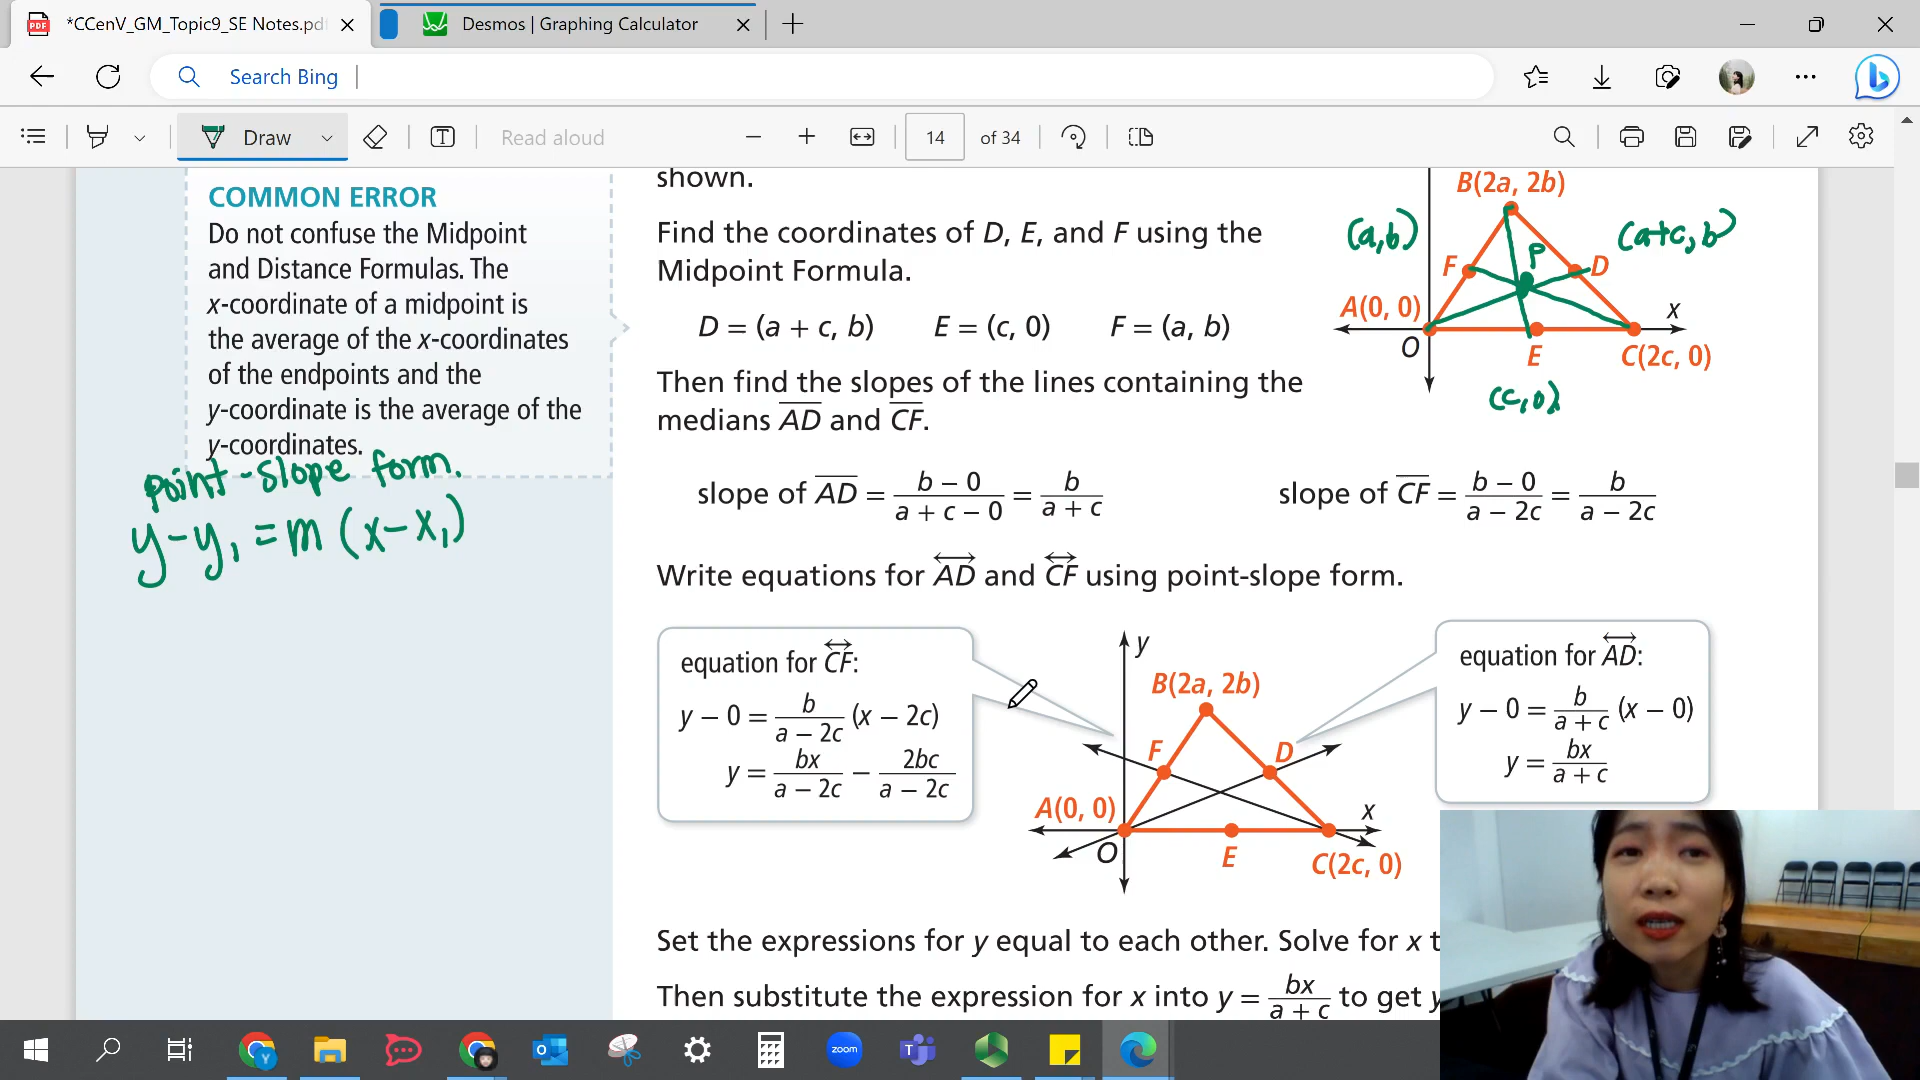 *CCenV_GM_Topic9_SE Notes.pdf
Desmos | Graphing Calculator
Search Bing
Draw
Read aloud
14 of 34
COMMON ERROR
Do not confuse the Midpoint
and Distance Formulas. The
x-coordinate of a midpoint is
the average of the x-coordinates
of the endpoints and the
y-coordinate is the average of the
y-coordinates.
point-slope form.
y-y₁ = m (x-x₁)
shown.
Find the coordinates of D, E, and F using the
Midpoint Formula.
D = (a + c, b) E = (c, 0) F = (a, b)
Then find the slopes of the lines containing the
medians AD and CF.
slope of AD = (b − 0)/(a + c − 0) = b/(a + c)
slope of CF = (b − 0)/(a − 2c) = b/(a − 2c)
Write equations for AD and CF using point-slope form.
B(2a, 2b)
(a,b)
(a+c, b)
P
F
D
A(0, 0)
x
O
E
C(2c, 0)
(c,0)
equation for CF:
y − 0 = b/(a − 2c) (x − 2c)
y = bx/(a − 2c) − 2bc/(a − 2c)
y
B(2a, 2b)
F
D
A(0, 0)
x
O
E
C(2c, 0)
equation for AD:
y − 0 = b/(a + c) (x − 0)
y = bx/(a + c)
Set the expressions for y equal to each other. Solve for x
Then substitute the expression for x into y = bx/(a + c) to get y
zoom